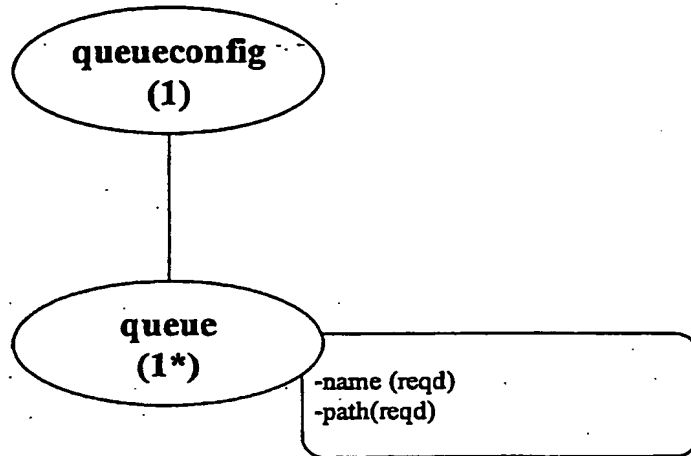 queueconfig
(1)
queue
(1*)
-name (reqd)
-path(reqd)